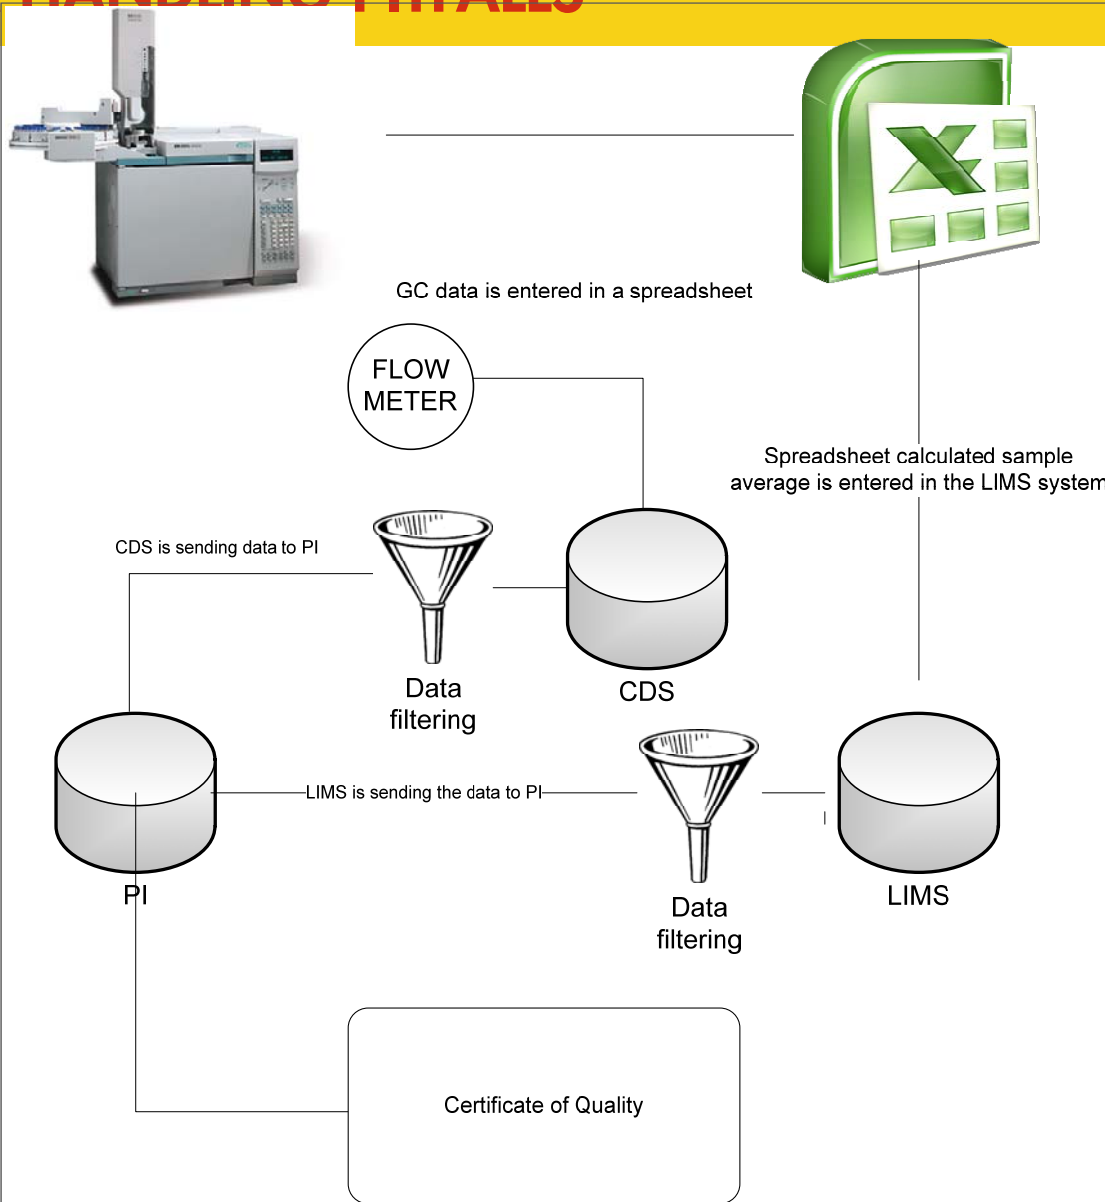 HANDLING PITFALLS
GC data is entered in a spreadsheet
FLOW
METER
Spreadsheet calculated sample
average is entered in the LIMS system
CDS is sending data to PI
Data
filtering
CDS
LIMS is sending the data to PI
PI
LIMS
Data
filtering
Certificate of Quality